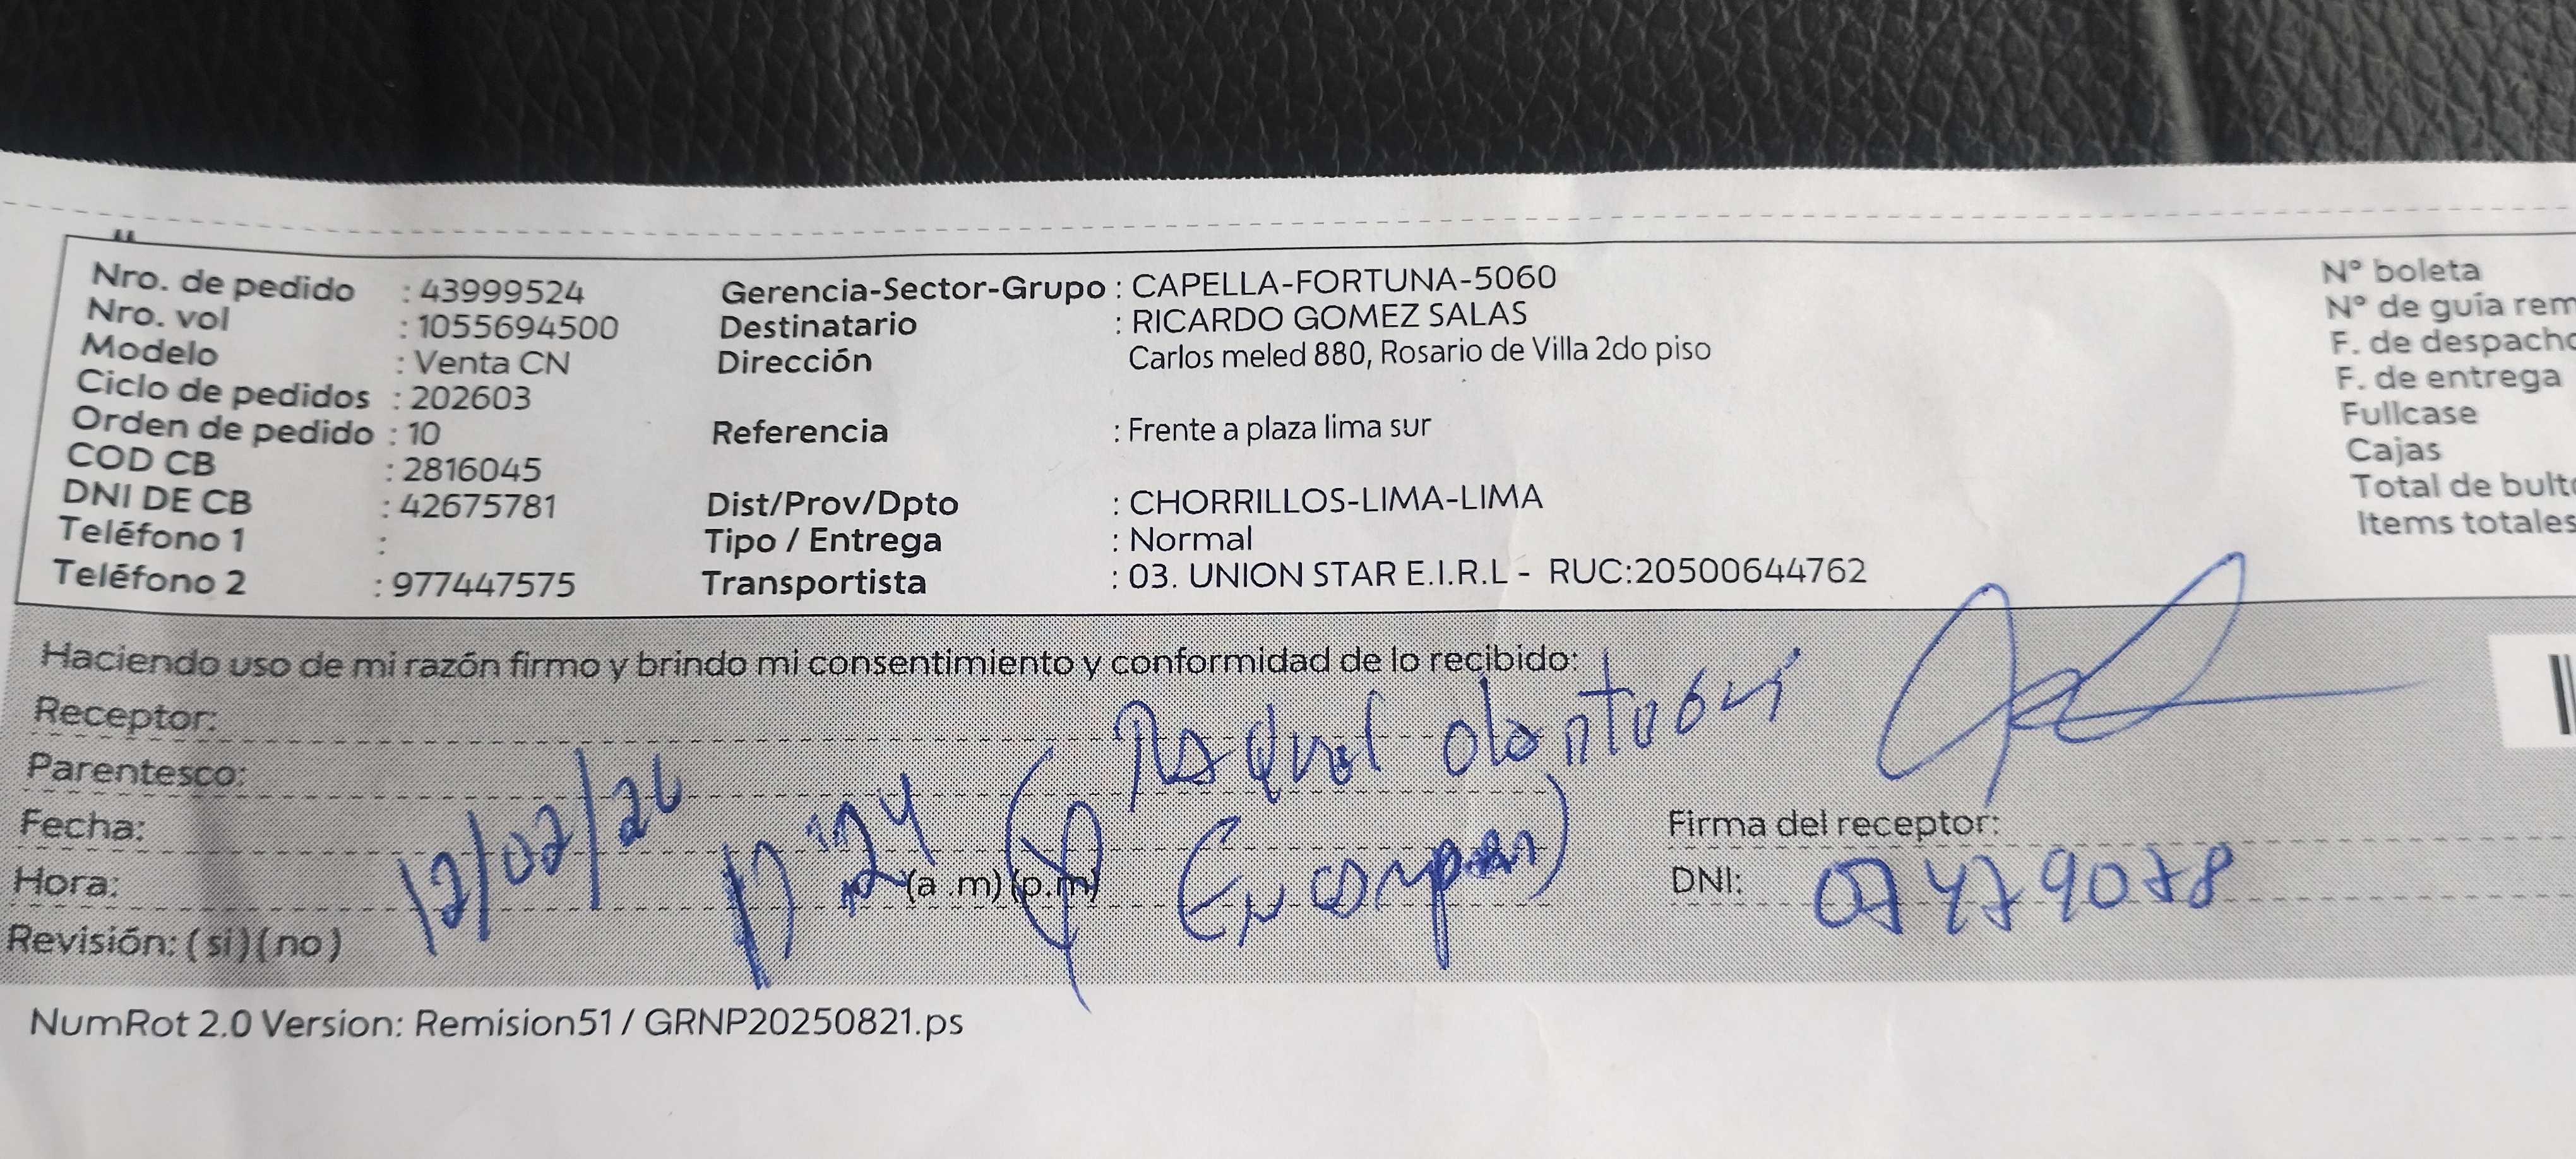 Nro. de pedido : 43999524
Nro. vol : 1055694500
Modelo : Venta CN
Ciclo de pedidos : 202603
Orden de pedido : 10
COD CB : 2816045
DNI DE CB : 42675781
Teléfono 1 :
Teléfono 2 : 977447575
Gerencia-Sector-Grupo : CAPELLA-FORTUNA-5060
Destinatario : RICARDO GOMEZ SALAS
Dirección Carlos meled 880, Rosario de Villa 2do piso
Referencia : Frente a plaza lima sur
Dist/Prov/Dpto : CHORRILLOS-LIMA-LIMA
Tipo / Entrega : Normal
Transportista : 03. UNION STAR E.I.R.L - RUC:20500644762
N° boleta
N° de guía rem
F. de despacho
F. de entrega
Fullcase
Cajas
Total de bulto
Items totales
Haciendo uso de mi razón firmo y brindo mi consentimiento y conformidad de lo recibido:
Receptor: Raquel
Parentesco:
Fecha: 12/02/26
Hora: (a .m)(p.m)
Revisión: (si)(no)
Firma del receptor:
DNI: 07479078
NumRot 2.0 Version: Remision51 / GRNP20250821.ps